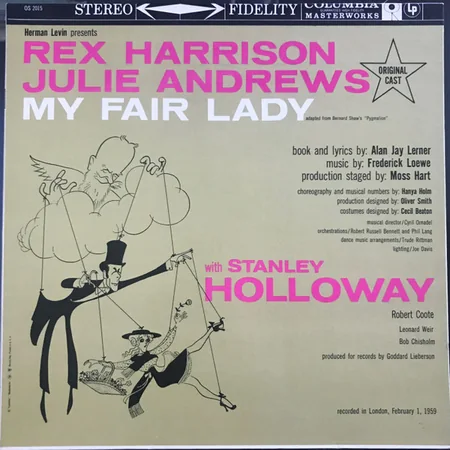 OS 2015
STEREO FIDELITY
COLUMBIA
MASTERWORKS
LP
Herman Levin presents
REX HARRISON
JULIE ANDREWS
MY FAIR LADY
adapted from Bernard Shaw's "Pygmalion"
ORIGINAL
CAST
book and lyrics by: Alan Jay Lerner
music by: Frederick Loewe
production staged by: Moss Hart
choreography and musical numbers by: Hanya Holm
production designed by: Oliver Smith
costumes designed by: Cecil Beaton
musical director/Cyril Ornadel
orchestrations/Robert Russell Bennett and Phil Lang
dance music arrangements/Trude Rittman
lighting/Joe Davis
with STANLEY
HOLLOWAY
Robert Coote
Leonard Weir
Bob Chisholm
produced for records by Goddard Lieberson
recorded in London, February 1, 1959